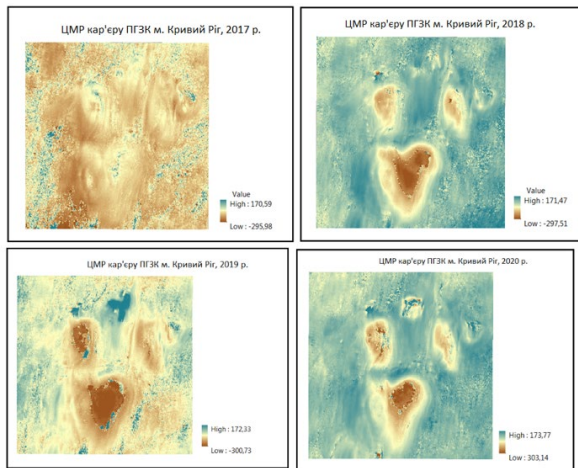 ЦМР кар'єру ПГЗК м. Кривий Ріг, 2017 р.
Value
High : 170,59
Low : -295,98
ЦМР кар'єру ПГЗК м. Кривий Ріг, 2018 р.
Value
High : 171,47
Low : -297,51
ЦМР кар'єру ПГЗК м. Кривий Ріг, 2019 р.
High : 172,33
Low : -300,73
ЦМР кар'єру ПГЗК м. Кривий Ріг, 2020 р.
High : 173,77
Low : 303,14